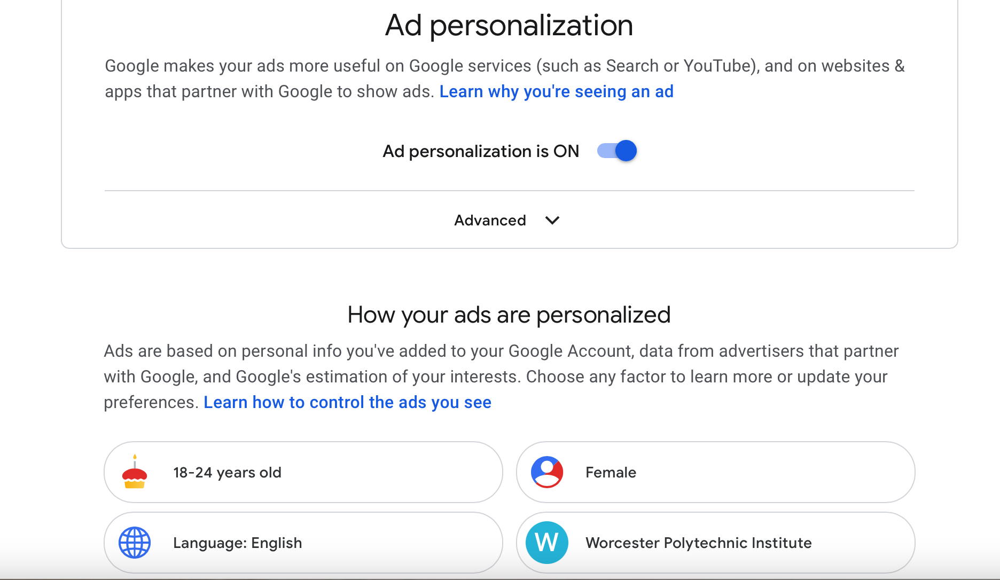 Ad personalization
Google makes your ads more useful on Google services (such as Search or YouTube), and on websites &
apps that partner with Google to show ads. Learn why you're seeing an ad
Ad personalization is ON
Advanced
How your ads are personalized
Ads are based on personal info you've added to your Google Account, data from advertisers that partner
with Google, and Google's estimation of your interests. Choose any factor to learn more or update your
preferences. Learn how to control the ads you see
18-24 years old
Female
Language: English
W Worcester Polytechnic Institute